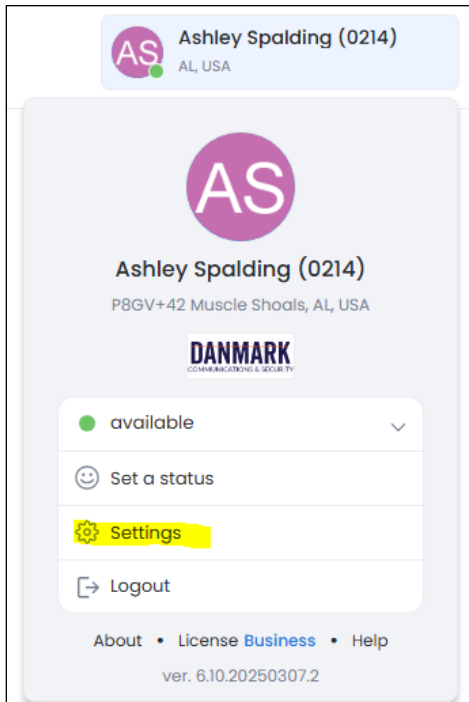 AS
Ashley Spalding (0214)
AL, USA
AS
Ashley Spalding (0214)
P8GV+42 Muscle Shoals, AL, USA
DANMARK
COMMUNICATIONS & SECURITY
available
Set a status
Settings
Logout
About • License Business • Help
ver. 6.10.20250307.2